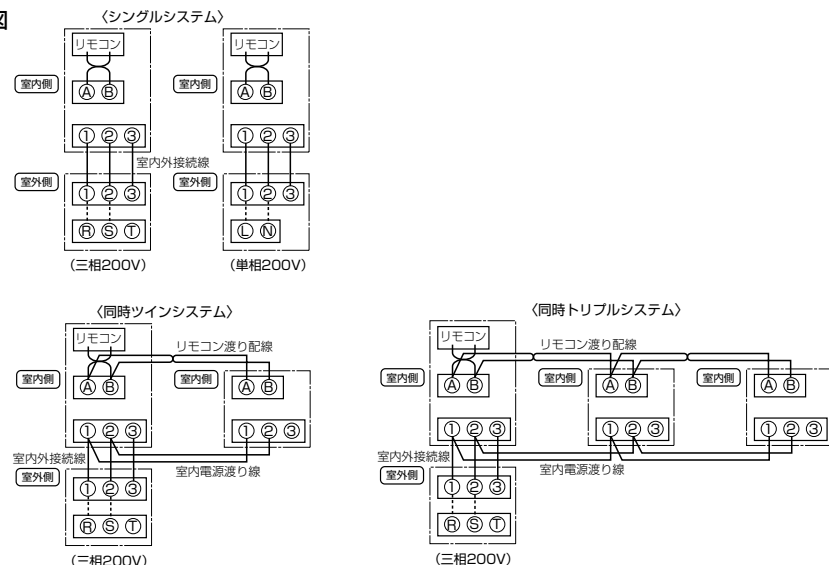 図
〈シングルシステム〉
リモコン リモコン
室内側 Ⓐ Ⓑ 室内側 Ⓐ Ⓑ
① ② ③ ① ② ③
室内外接続線
室外側 ① ② ③ 室外側 ① ② ③
Ⓡ Ⓢ Ⓣ Ⓛ Ⓝ
(三相200V) (単相200V)
〈同時ツインシステム〉
リモコン
リモコン渡り配線
室内側 Ⓐ Ⓑ 室内側 Ⓐ Ⓑ
① ② ③ ① ② ③
室内外接続線
室内電源渡り線
室外側 ① ② ③
Ⓡ Ⓢ Ⓣ
(三相200V)
〈同時トリプルシステム〉
リモコン
リモコン渡り配線
室内側 Ⓐ Ⓑ 室内側 Ⓐ Ⓑ 室内側 Ⓐ Ⓑ
① ② ③ ① ② ③ ① ② ③
室内外接続線
室内電源渡り線
室外側 ① ② ③
Ⓡ Ⓢ Ⓣ
(三相200V)